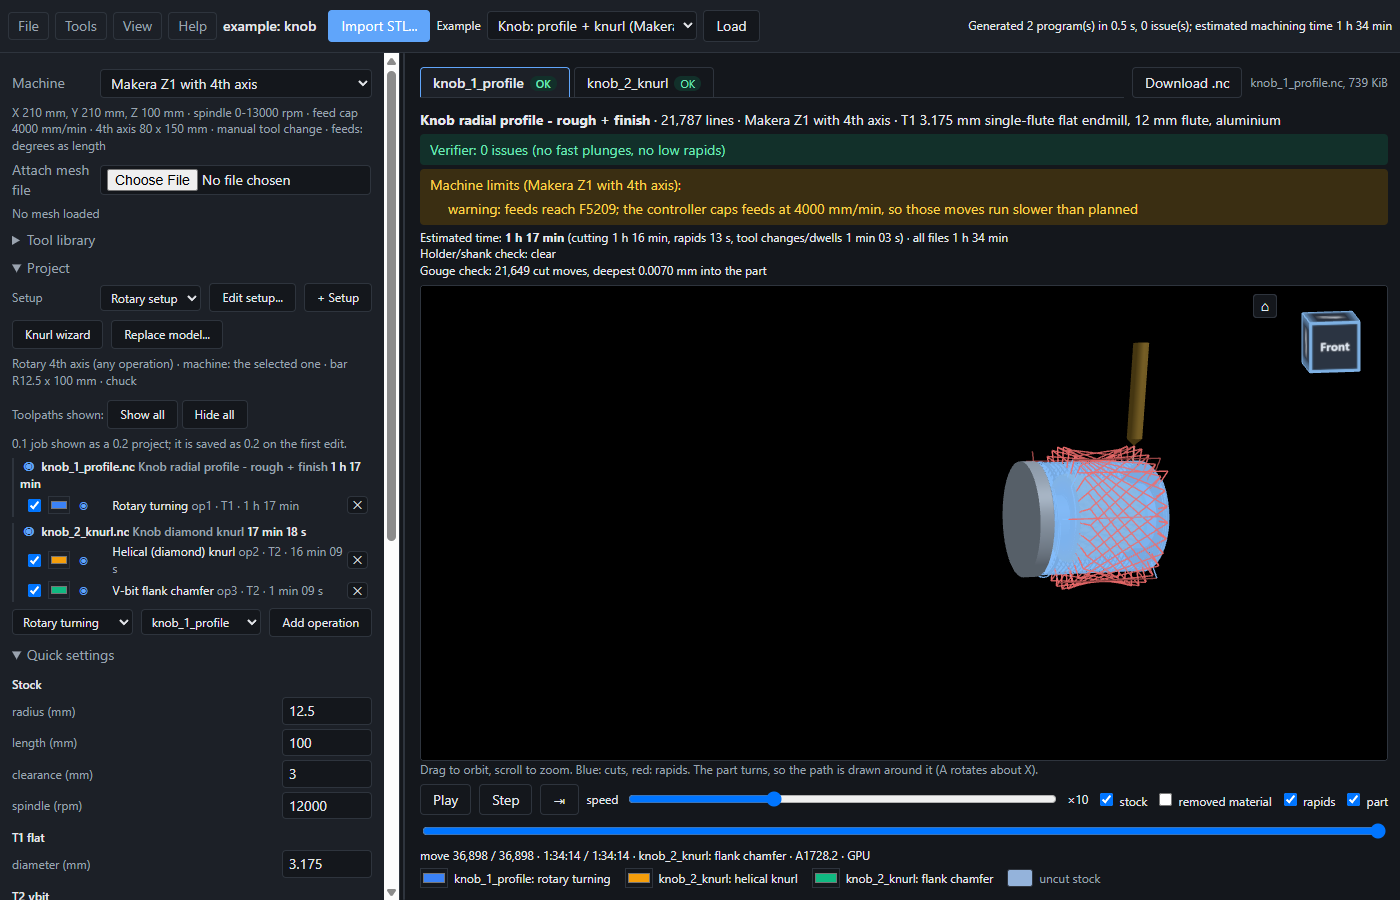 File Tools View Help example: knob Import STL... Example Knob: profile + knurl (Maker Load Generated 2 program(s) in 0.5 s, 0 issue(s); estimated machining time 1 h 34 min
Machine Makera Z1 with 4th axis
X 210 mm, Y 210 mm, Z 100 mm · spindle 0-13000 rpm · feed cap
4000 mm/min · 4th axis 80 x 150 mm · manual tool change · feeds:
degrees as length
Attach mesh file Choose File No file chosen
No mesh loaded
Tool library
Project
Setup Rotary setup Edit setup... + Setup
Knurl wizard Replace model...
Rotary 4th axis (any operation) · machine: the selected one · bar
R12.5 x 100 mm · chuck
Toolpaths shown: Show all Hide all
0.1 job shown as a 0.2 project; it is saved as 0.2 on the first edit.
knob_1_profile.nc Knob radial profile - rough + finish 1 h 17
min
Rotary turning op1 · T1 · 1 h 17 min ×
knob_2_knurl.nc Knob diamond knurl 17 min 18 s
Helical (diamond) knurl op2 · T2 · 16 min 09
s ×
V-bit flank chamfer op3 · T2 · 1 min 09 s ×
Rotary turning knob_1_profile Add operation
Quick settings
Stock
radius (mm) 12.5
length (mm) 100
clearance (mm) 3
spindle (rpm) 12000
T1 flat
diameter (mm) 3.175
T2 vbit
knob_1_profile OK knob_2_knurl OK Download .nc knob_1_profile.nc, 739 KiB
Knob radial profile - rough + finish · 21,787 lines · Makera Z1 with 4th axis · T1 3.175 mm single-flute flat endmill, 12 mm flute, aluminium
Verifier: 0 issues (no fast plunges, no low rapids)
Machine limits (Makera Z1 with 4th axis):
warning: feeds reach F5209; the controller caps feeds at 4000 mm/min, so those moves run slower than planned
Estimated time: 1 h 17 min (cutting 1 h 16 min, rapids 13 s, tool changes/dwells 1 min 03 s) · all files 1 h 34 min
Holder/shank check: clear
Gouge check: 21,649 cut moves, deepest 0.0070 mm into the part
Front
Drag to orbit, scroll to zoom. Blue: cuts, red: rapids. The part turns, so the path is drawn around it (A rotates about X).
Play Step ⇥ speed ×10 stock removed material rapids part
move 36,898 / 36,898 · 1:34:14 / 1:34:14 · knob_2_knurl: flank chamfer · A1728.2 · GPU
knob_1_profile: rotary turning knob_2_knurl: helical knurl knob_2_knurl: flank chamfer uncut stock